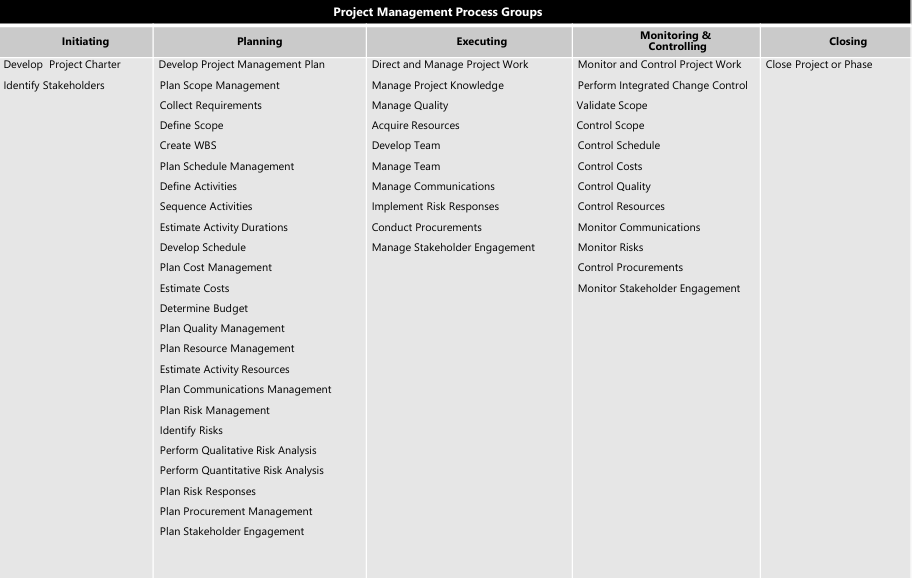 Project Management Process Groups
Initiating
Planning
Executing
Monitoring &
Controlling
Closing
Develop  Project Charter
Identify Stakeholders
Develop Project Management Plan
Plan Scope Management
Collect Requirements
Define Scope
Create WBS
Plan Schedule Management
Define Activities
Sequence Activities
Estimate Activity Durations
Develop Schedule
Plan Cost Management
Estimate Costs
Determine Budget
Plan Quality Management
Plan Resource Management
Estimate Activity Resources
Plan Communications Management
Plan Risk Management
Identify Risks
Perform Qualitative Risk Analysis
Perform Quantitative Risk Analysis
Plan Risk Responses
Plan Procurement Management
Plan Stakeholder Engagement
Direct and Manage Project Work
Manage Project Knowledge
Manage Quality
Acquire Resources
Develop Team
Manage Team
Manage Communications
Implement Risk Responses
Conduct Procurements
Manage Stakeholder Engagement
Monitor and Control Project Work
Perform Integrated Change Control
Validate Scope
Control Scope
Control Schedule
Control Costs
Control Quality
Control Resources
Monitor Communications
Monitor Risks
Control Procurements
Monitor Stakeholder Engagement
Close Project or Phase